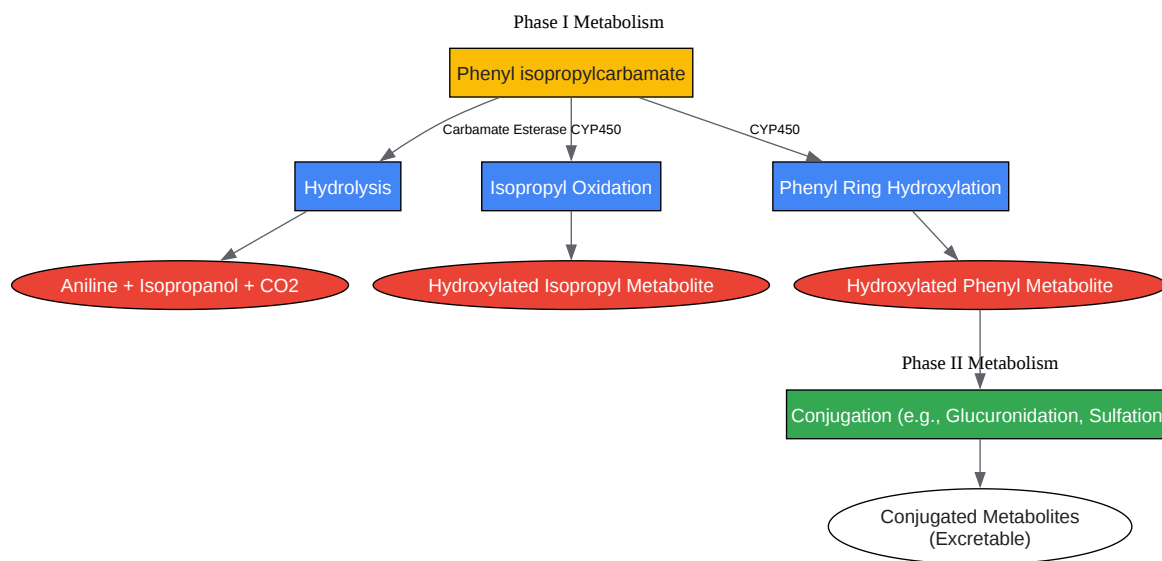 Phase I Metabolism
Phenyl isopropylcarbamate
Carbamate Esterase
CYP450
CYP450
Hydrolysis
Isopropyl Oxidation
Phenyl Ring Hydroxylation
Aniline + Isopropanol + CO2
Hydroxylated Isopropyl Metabolite
Hydroxylated Phenyl Metabolite
Phase II Metabolism
Conjugation (e.g., Glucuronidation, Sulfation
Conjugated Metabolites
(Excretable)